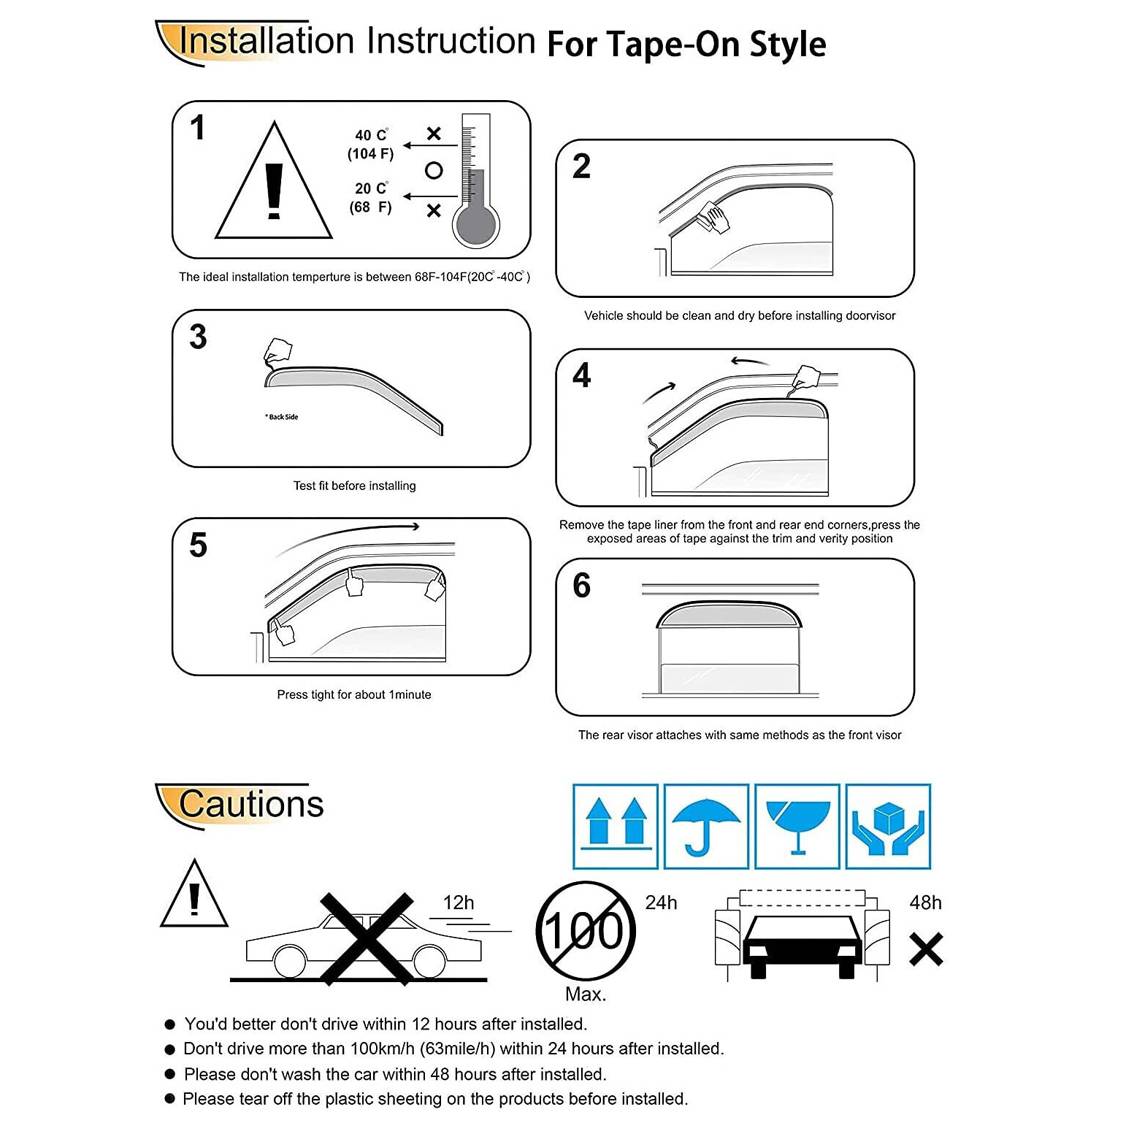 Installation Instruction For Tape-On Style
1
40 C°
(104 F)
20 C°
(68 F)
The ideal installation temperture is between 68F-104F(20C°-40C°)
2
Vehicle should be clean and dry before installing doorvisor
3
*Back Side
Test fit before installing
4
Remove the tape liner from the front and rear end corners,press the
exposed areas of tape against the trim and verity position
5
Press tight for about 1minute
6
The rear visor attaches with same methods as the front visor
Cautions
12h
100
Max.
24h
48h
● You'd better don't drive within 12 hours after installed.
● Don't drive more than 100km/h (63mile/h) within 24 hours after installed.
● Please don't wash the car within 48 hours after installed.
● Please tear off the plastic sheeting on the products before installed.